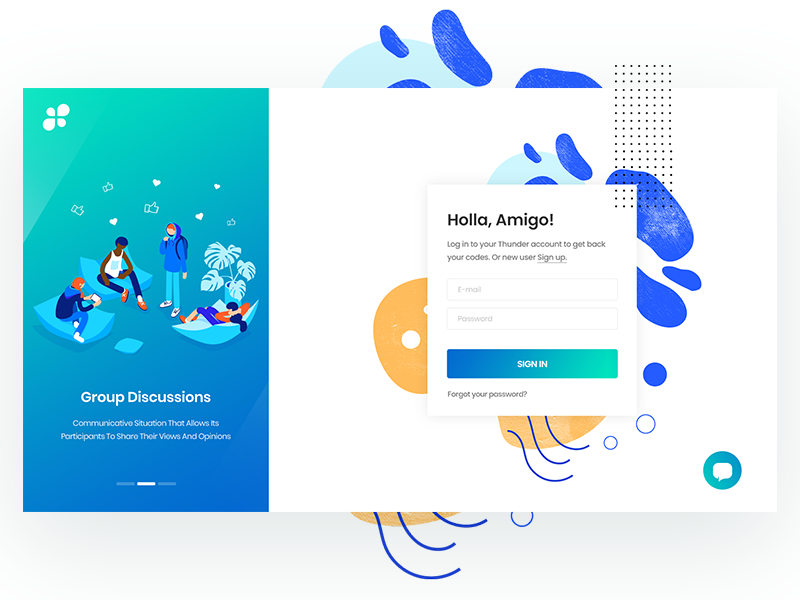 Group Discussions
Communicative Situation That Allows Its
Participants To Share Their Views And Opinions
Holla, Amigo!
Log in to your Thunder account to get back
your codes. Or new user Sign up.
E-mail
Password
SIGN IN
Forgot your password?